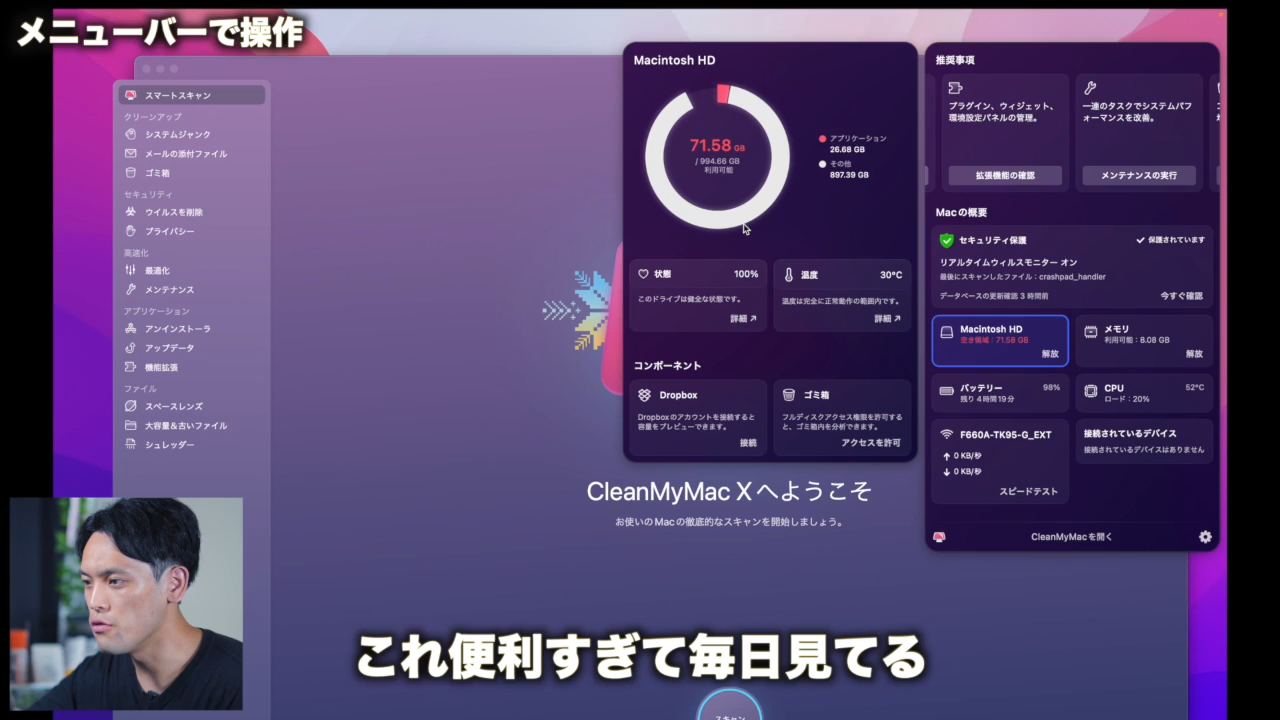 メニューバーで操作
スマートスキャン
クリーンアップ
システムジャンク
メールの添付ファイル
ゴミ箱
セキュリティ
ウイルスを削除
プライバシー
高速化
最適化
メンテナンス
アプリケーション
アンインストーラ
アップデータ
機能拡張
ファイル
スペースレンズ
大容量&古いファイル
シュレッダー
CleanMyMac Xへようこそ
お使いのMacの徹底的なスキャンを開始しましょう。
スキャン
Macintosh HD
71.58 GB
/ 994.66 GB
利用可能
アプリケーション
26.68 GB
その他
897.39 GB
状態 100%
このドライブは健全な状態です。
詳細 ↗
温度 30°C
温度は完全に正常動作の範囲内です。
詳細 ↗
コンポーネント
Dropbox
Dropboxのアカウントを接続すると
容量をプレビューできます。
接続
ゴミ箱
フルディスクアクセス権限を許可する
と、ゴミ箱内を分析できます。
アクセスを許可
推奨事項
プラグイン、ウィジェット、
環境設定パネルの管理。
拡張機能の確認
一連のタスクでシステムパフ
ォーマンスを改善。
メンテナンスの実行
Macの概要
セキュリティ保護 ✓ 保護されています
リアルタイムウィルスモニター オン
最後にスキャンしたファイル：crashpad_handler
データベースの更新確認 3 時間前 今すぐ確認
Macintosh HD
空き領域：71.58 GB
解放
メモリ
利用可能：8.08 GB
解放
バッテリー 98%
残り 4時間19分
CPU 52°C
ロード：20%
F660A-TK95-G_EXT
↑ 0 KB/秒
↓ 0 KB/秒
スピードテスト
接続されているデバイス
接続されているデバイスはありません
CleanMyMacを開く
これ便利すぎて毎日見てる